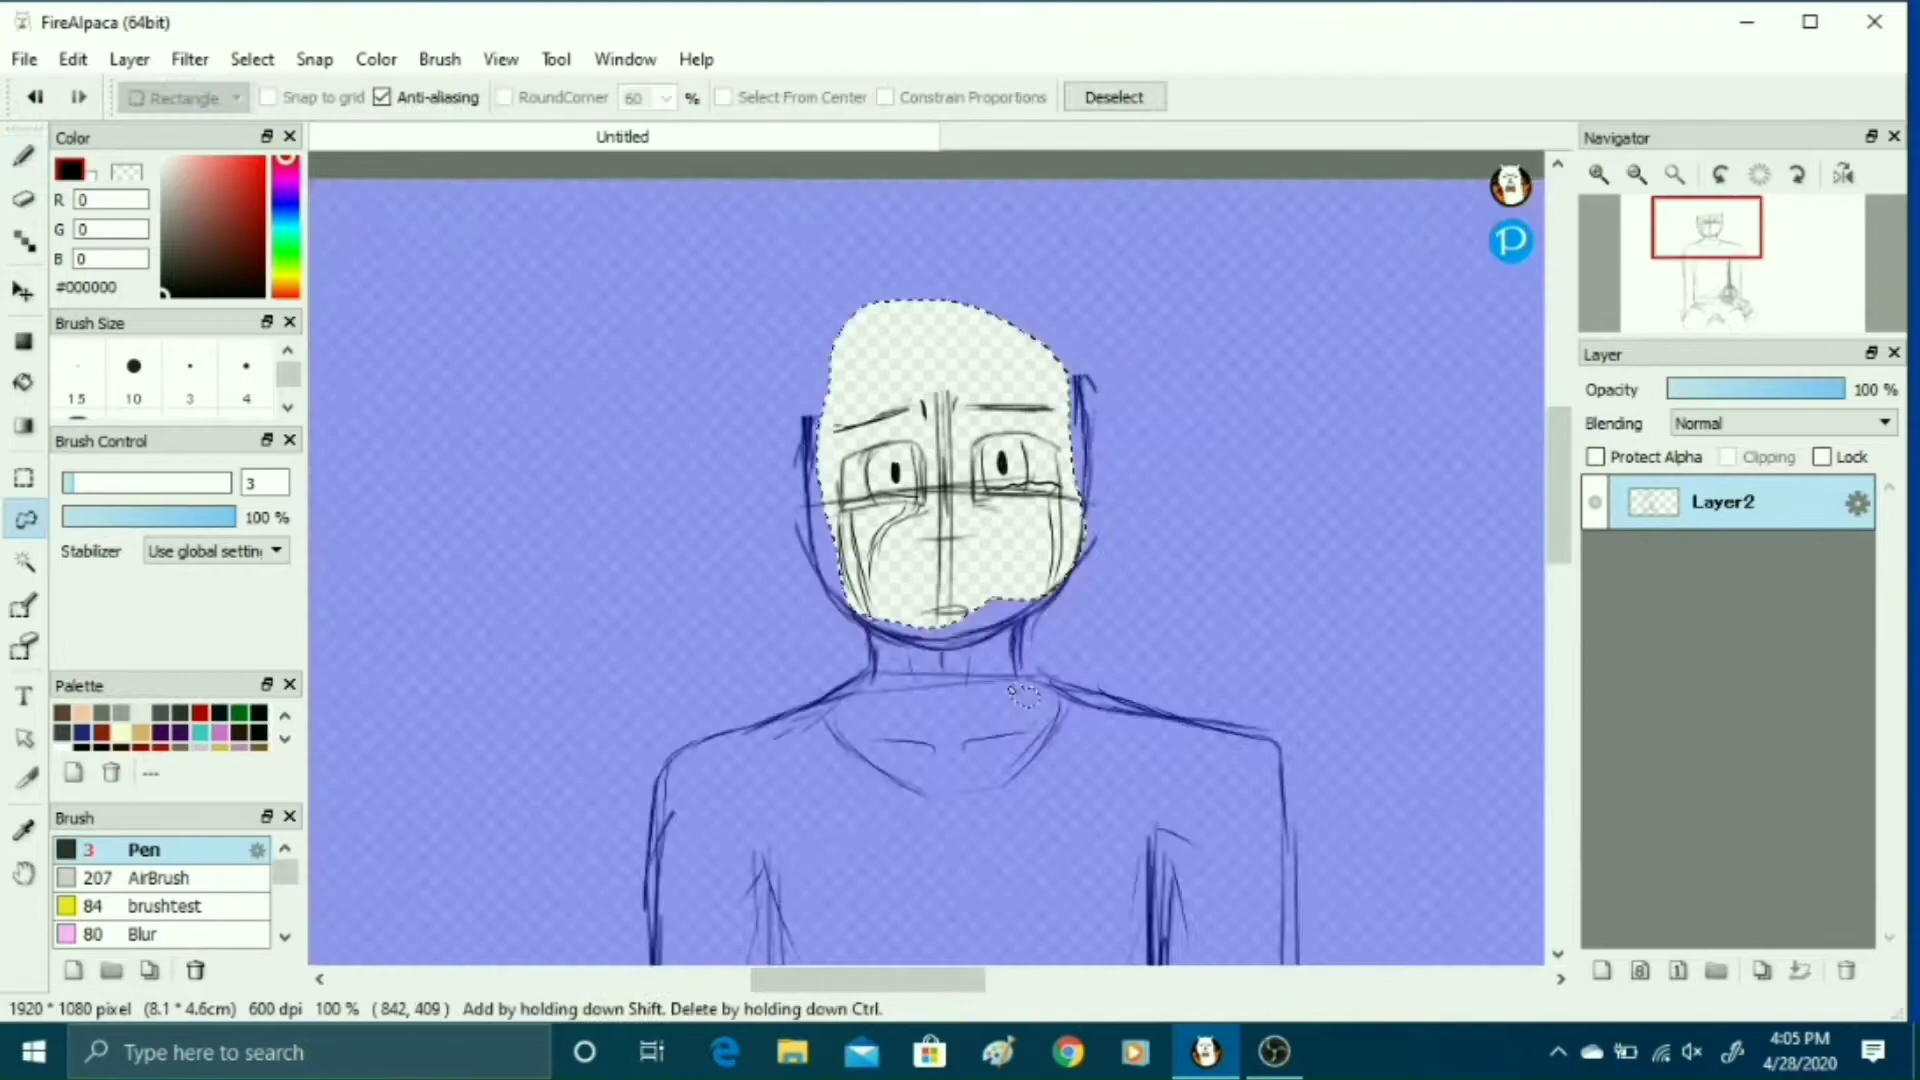 FireAlpaca (64bit)
File Edit Layer Filter Select Snap Color Brush View Tool Window Help
Rectangle Snap to grid Anti-aliasing RoundCorner 60 % Select From Center Constrain Proportions Deselect
Color
Untitled
Navigator
R 0
G 0
B 0
#000000
Brush Size
15 10 3 4
Brush Control
3
100 %
Stabilizer Use global settin
Palette
---
Brush
3 Pen
207 AirBrush
84 brushtest
80 Blur
P
Layer
Opacity 100 %
Blending Normal
Protect Alpha Clipping Lock
Layer2
8 1
1920 * 1080 pixel (8.1 * 4.6cm) 600 dpi 100 % ( 842, 409 ) Add by holding down Shift. Delete by holding down Ctrl.
Type here to search
4:05 PM
4/28/2020